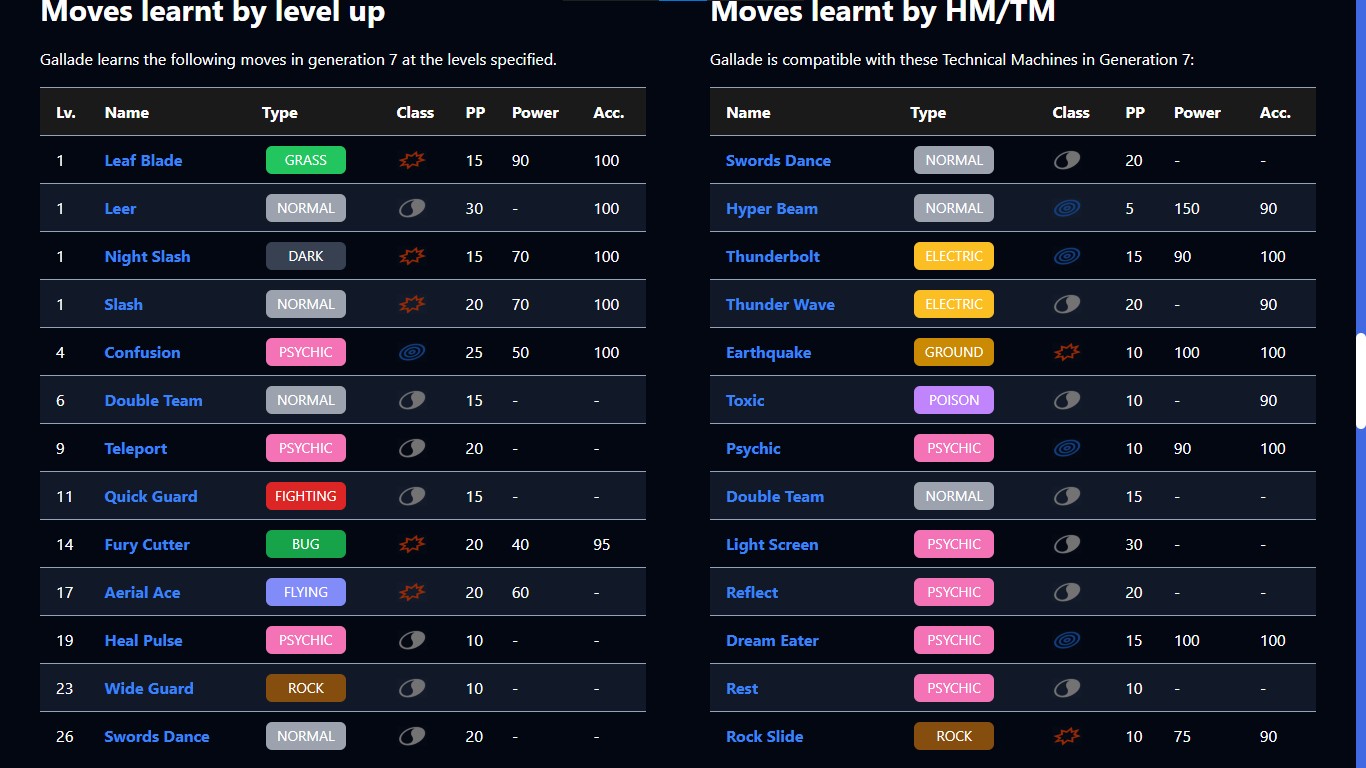 Moves learnt by level up
Gallade learns the following moves in generation 7 at the levels specified.
Lv. Name Type Class PP Power Acc.
1 Leaf Blade GRASS 15 90 100
1 Leer NORMAL 30 - 100
1 Night Slash DARK 15 70 100
1 Slash NORMAL 20 70 100
4 Confusion PSYCHIC 25 50 100
6 Double Team NORMAL 15 - -
9 Teleport PSYCHIC 20 - -
11 Quick Guard FIGHTING 15 - -
14 Fury Cutter BUG 20 40 95
17 Aerial Ace FLYING 20 60 -
19 Heal Pulse PSYCHIC 10 - -
23 Wide Guard ROCK 10 - -
26 Swords Dance NORMAL 20 - -
Moves learnt by HM/TM
Gallade is compatible with these Technical Machines in Generation 7:
Name Type Class PP Power Acc.
Swords Dance NORMAL 20 - -
Hyper Beam NORMAL 5 150 90
Thunderbolt ELECTRIC 15 90 100
Thunder Wave ELECTRIC 20 - 90
Earthquake GROUND 10 100 100
Toxic POISON 10 - 90
Psychic PSYCHIC 10 90 100
Double Team NORMAL 15 - -
Light Screen PSYCHIC 30 - -
Reflect PSYCHIC 20 - -
Dream Eater PSYCHIC 15 100 100
Rest PSYCHIC 10 - -
Rock Slide ROCK 10 75 90